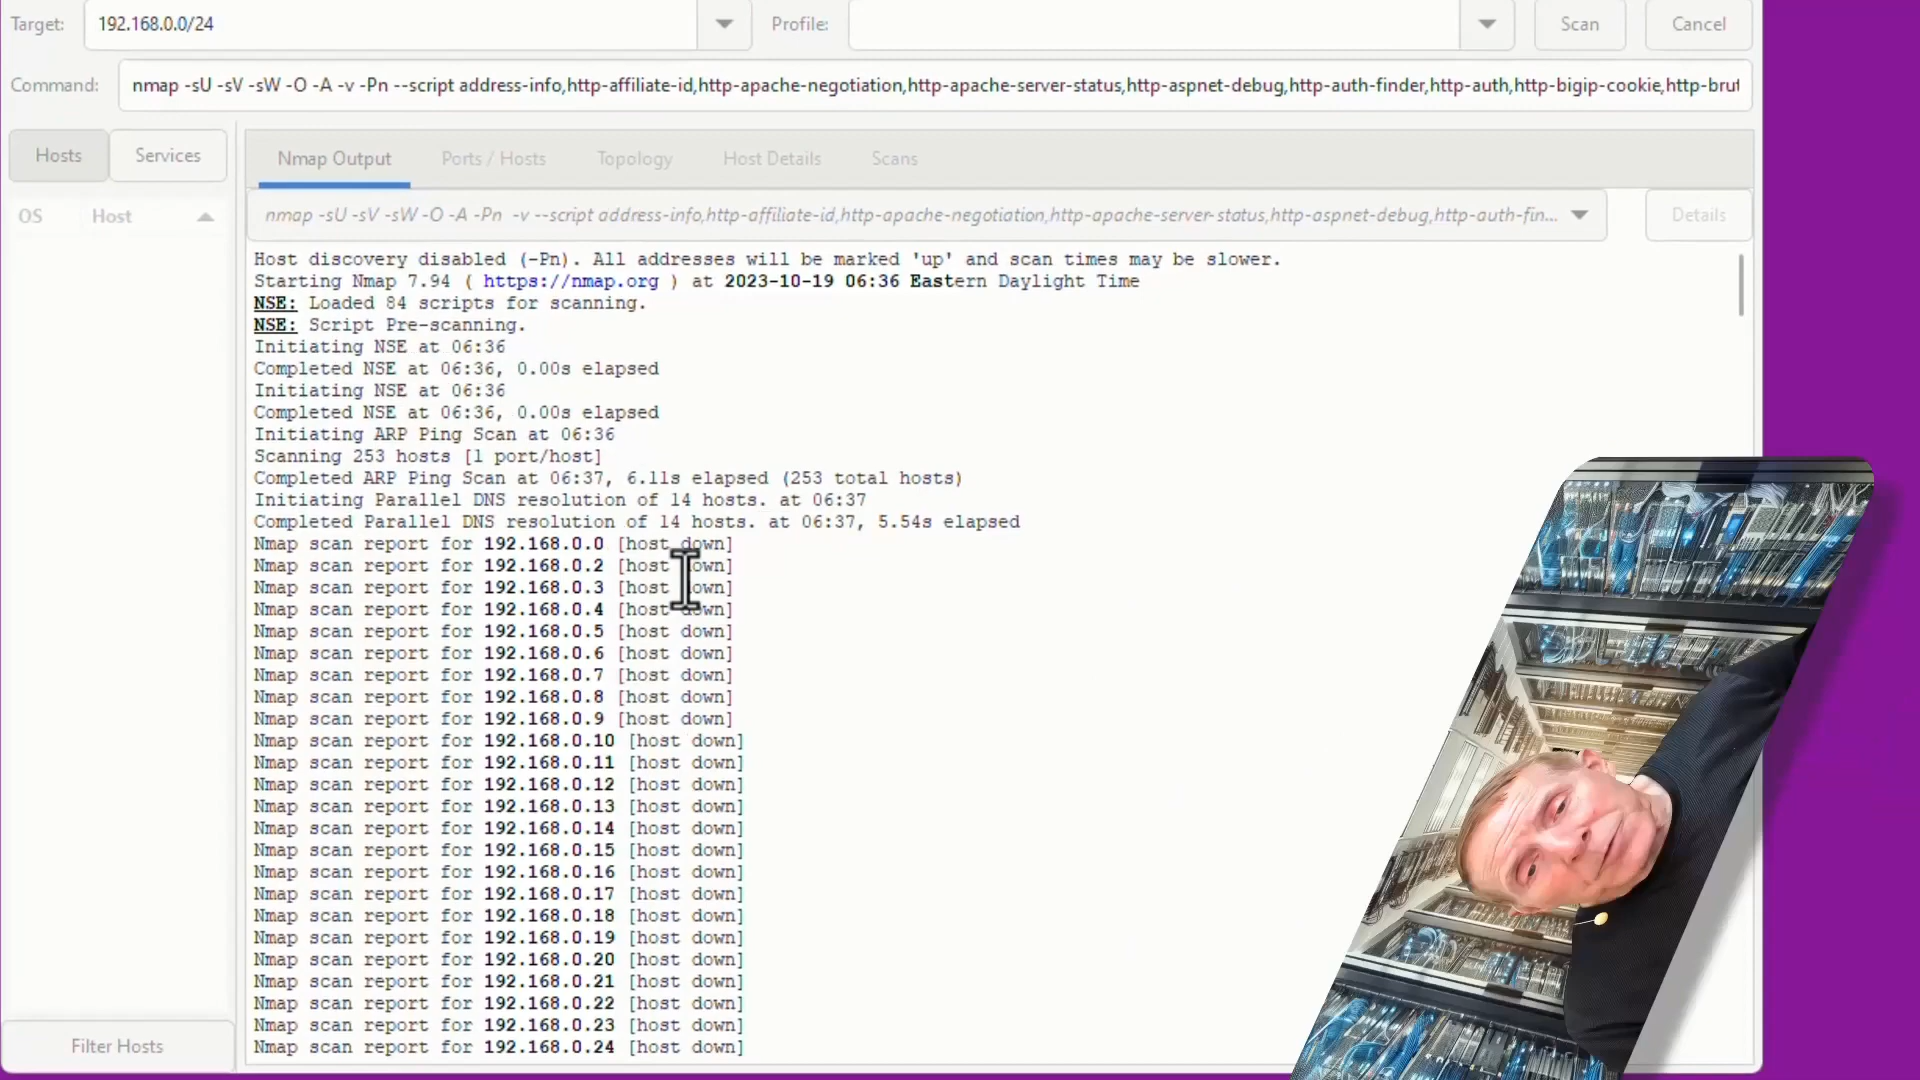 Target: 192.168.0.0/24 Profile: Scan Cancel
Command: nmap -sU -sV -sW -O -A -v -Pn --script address-info,http-affiliate-id,http-apache-negotiation,http-apache-server-status,http-aspnet-debug,http-auth-finder,http-auth,http-bigip-cookie,http-brut
Hosts Services
Nmap Output Ports / Hosts Topology Host Details Scans
OS Host
nmap -sU -sV -sW -O -A -Pn -v --script address-info,http-affiliate-id,http-apache-negotiation,http-apache-server-status,http-aspnet-debug,http-auth-fin... Details
Host discovery disabled (-Pn). All addresses will be marked 'up' and scan times may be slower.
Starting Nmap 7.94 ( https://nmap.org ) at 2023-10-19 06:36 Eastern Daylight Time
NSE: Loaded 84 scripts for scanning.
NSE: Script Pre-scanning.
Initiating NSE at 06:36
Completed NSE at 06:36, 0.00s elapsed
Initiating NSE at 06:36
Completed NSE at 06:36, 0.00s elapsed
Initiating ARP Ping Scan at 06:36
Scanning 253 hosts [1 port/host]
Completed ARP Ping Scan at 06:37, 6.11s elapsed (253 total hosts)
Initiating Parallel DNS resolution of 14 hosts. at 06:37
Completed Parallel DNS resolution of 14 hosts. at 06:37, 5.54s elapsed
Nmap scan report for 192.168.0.0 [host down]
Nmap scan report for 192.168.0.2 [host down]
Nmap scan report for 192.168.0.3 [host down]
Nmap scan report for 192.168.0.4 [host down]
Nmap scan report for 192.168.0.5 [host down]
Nmap scan report for 192.168.0.6 [host down]
Nmap scan report for 192.168.0.7 [host down]
Nmap scan report for 192.168.0.8 [host down]
Nmap scan report for 192.168.0.9 [host down]
Nmap scan report for 192.168.0.10 [host down]
Nmap scan report for 192.168.0.11 [host down]
Nmap scan report for 192.168.0.12 [host down]
Nmap scan report for 192.168.0.13 [host down]
Nmap scan report for 192.168.0.14 [host down]
Nmap scan report for 192.168.0.15 [host down]
Nmap scan report for 192.168.0.16 [host down]
Nmap scan report for 192.168.0.17 [host down]
Nmap scan report for 192.168.0.18 [host down]
Nmap scan report for 192.168.0.19 [host down]
Nmap scan report for 192.168.0.20 [host down]
Nmap scan report for 192.168.0.21 [host down]
Nmap scan report for 192.168.0.22 [host down]
Nmap scan report for 192.168.0.23 [host down]
Nmap scan report for 192.168.0.24 [host down]
Filter Hosts